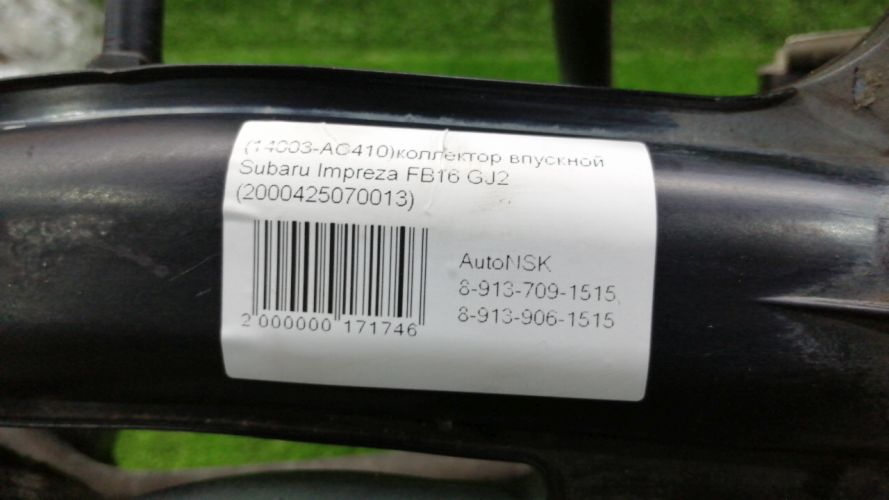 (14003-AC410)коллектор впускной
Subaru Impreza FB16 GJ2
(2000425070013)
AutoNSK
8-913-709-1515,
8-913-906-1515
2 000000 171746